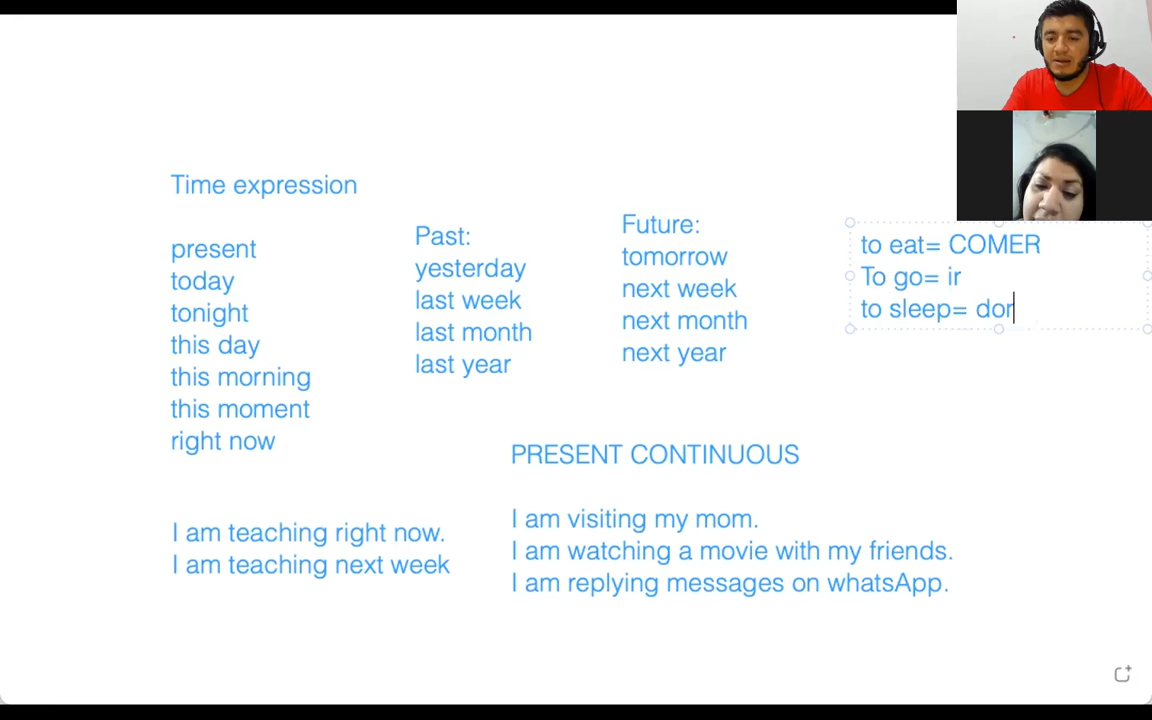 Time expression
present
today
tonight
this day
this morning
this moment
right now
Past:
yesterday
last week
last month
last year
Future:
tomorrow
next week
next month
next year
to eat= COMER
To go= ir
to sleep= dor
I am teaching right now.
I am teaching next week
PRESENT CONTINUOUS
I am visiting my mom.
I am watching a movie with my friends.
I am replying messages on whatsApp.